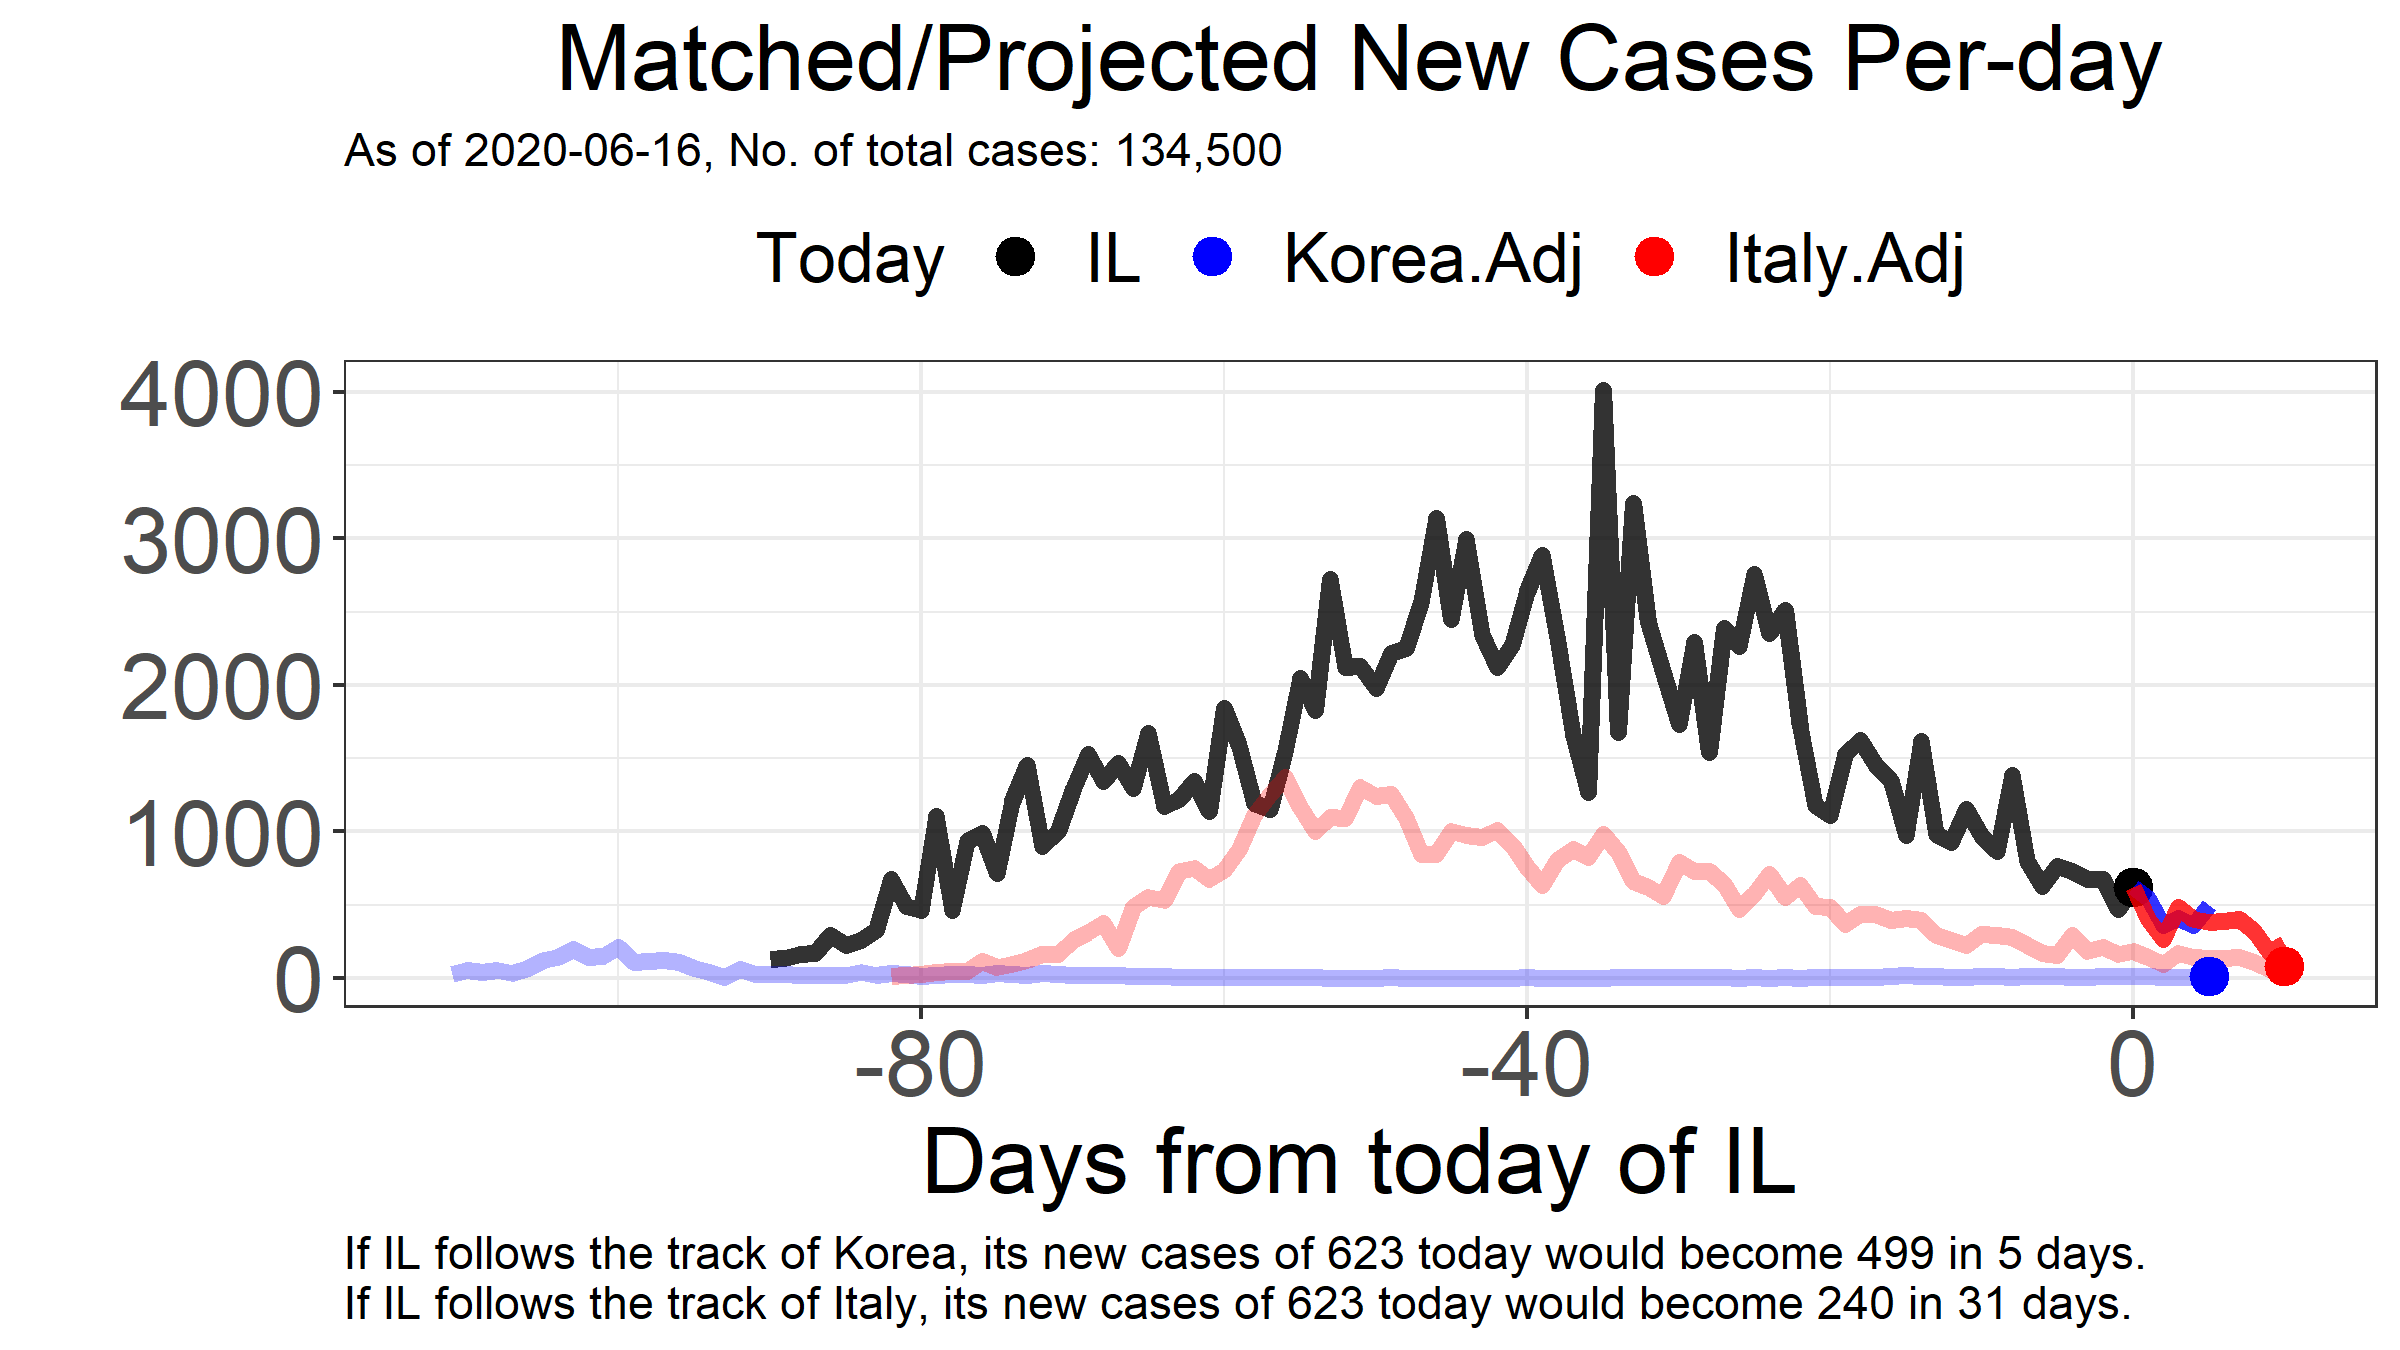 Matched/Projected New Cases Per-day
As of 2020-06-16, No. of total cases: 134,500
Today IL Korea.Adj Italy.Adj
4000
3000
2000
1000
0
-80 -40 0
Days from today of IL
If IL follows the track of Korea, its new cases of 623 today would become 499 in 5 days.
If IL follows the track of Italy, its new cases of 623 today would become 240 in 31 days.